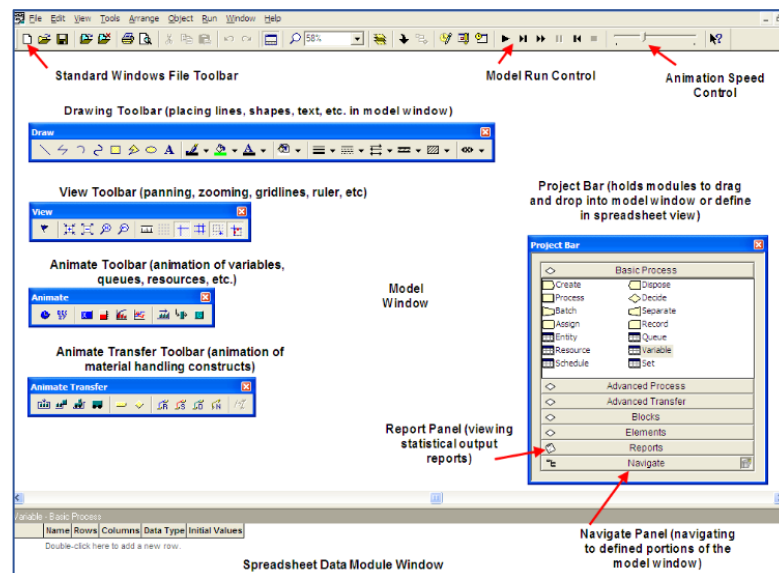 File Edit View Tools Arrange Object Run Window Help
58%
Standard Windows File Toolbar
Model Run Control
Animation Speed
Control
Drawing Toolbar (placing lines, shapes, text, etc. in model window)
Draw
A A
View Toolbar (panning, zooming, gridlines, ruler, etc)
View
Project Bar (holds modules to drag
and drop into model window or define
in spreadsheet view)
Animate Toolbar (animation of variables,
queues, resources, etc.)
Animate
Model
Window
Project Bar
Basic Process
Create Dispose
Process Decide
Batch Separate
Assign Record
Entity Queue
Resource Variable
Schedule Set
Animate Transfer Toolbar (animation of
material handling constructs)
Animate Transfer
Advanced Process
Advanced Transfer
Blocks
Elements
Reports
Navigate
Report Panel (viewing
statistical output
reports)
Variable - Basic Process
Name Rows Columns Data Type Initial Values
Double-click here to add a new row.
Spreadsheet Data Module Window
Navigate Panel (navigating
to defined portions of the
model window)